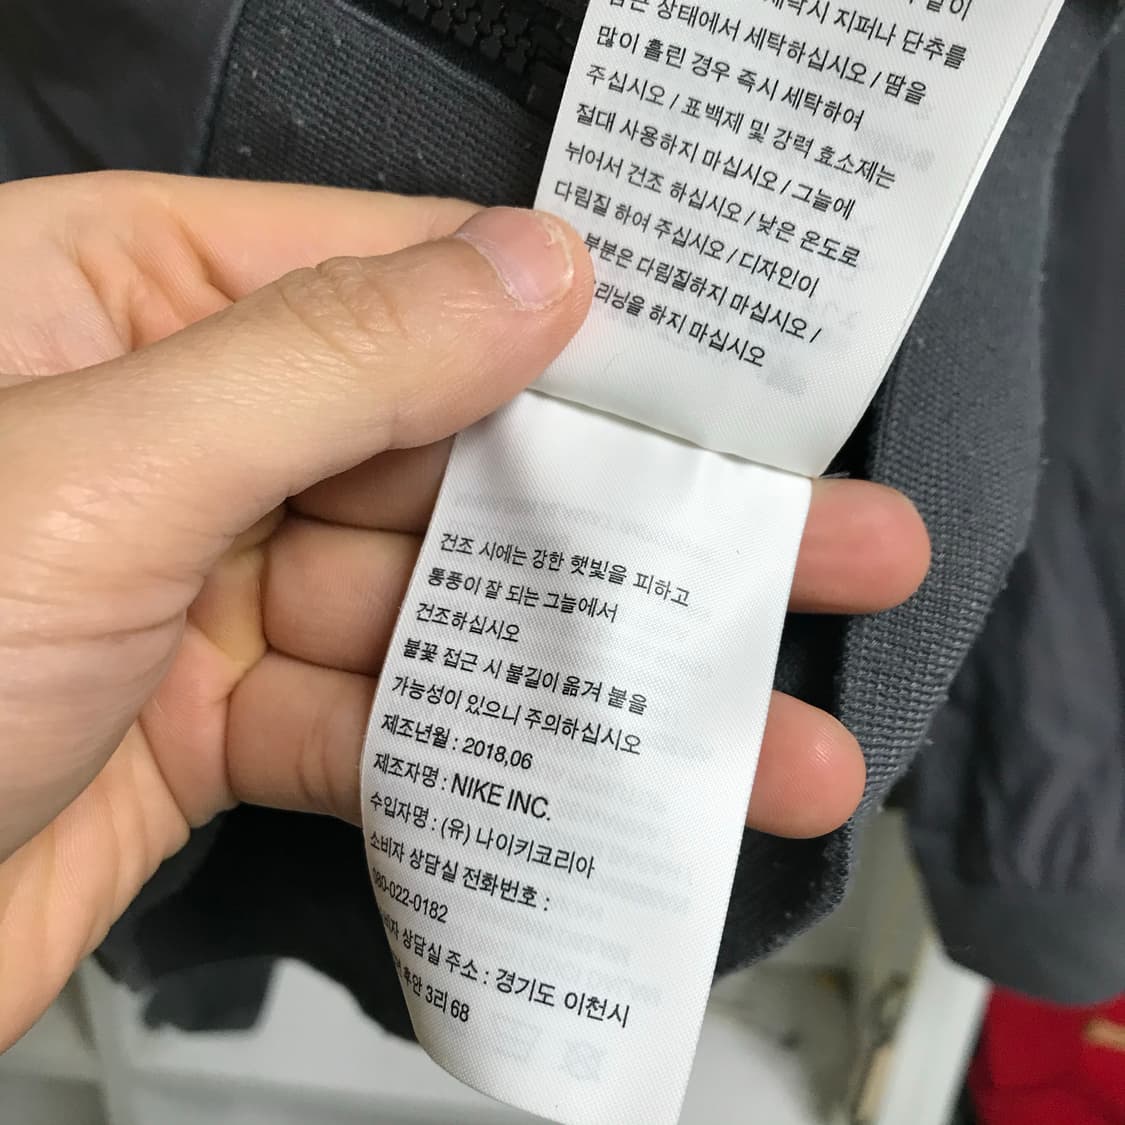 같이
세탁시 지퍼나 단추를
상태에서 세탁하십시오 / 땀을
많이 흘린 경우 즉시 세탁하여
주십시오 / 표백제 및 강력 효소제는
절대 사용하지 마십시오 / 그늘에
뉘어서 건조 하십시오 / 낮은 온도로
다림질 하여 주십시오 / 디자인이
부분은 다림질하지 마십시오 /
하지 마십시오
건조 시에는 강한 햇빛을 피하고
통풍이 잘 되는 그늘에서
건조하십시오
불꽃 접근 시 불길이 옮겨 붙을
가능성이 있으니 주의하십시오
제조년월 : 2018,06
제조자명 : NIKE INC.
수입자명 : (유) 나이키코리아
소비자 상담실 전화번호 :
080-022-0182
상담실 주소 : 경기도 이천시
후안 3리 68